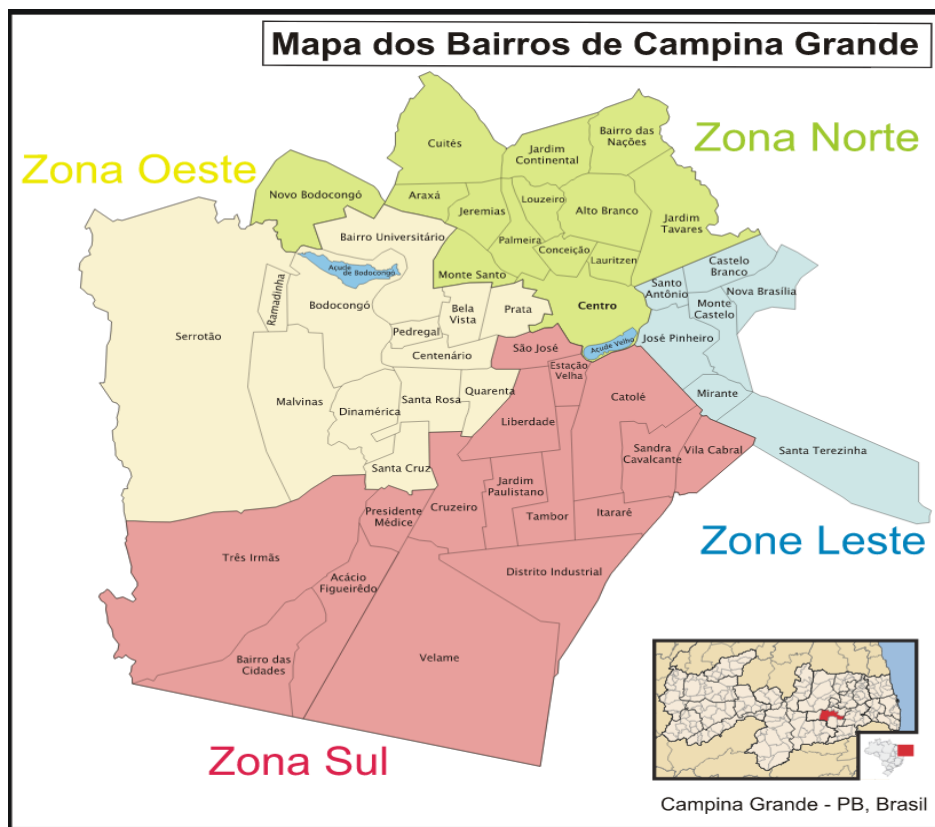 Mapa dos Bairros de Campina Grande
Zona Oeste
Zona Norte
Cuités
Jardim
Continental
Bairro das
Nações
Novo Bodocongó
Araxá
Jeremias
Louzeiro
Alto Branco
Jardim
Tavares
Bairro Universitário
Palmeira
Conceição
Lauritzen
Monte Santo
Centro
Açude
de Bodocongo
Ramadinha
Bodocongó
Serrotão
Bela
Vista
Prata
Pedregal
Centenário
Malvinas
Dinamérica
Santa Rosa
Quarenta
Santa Cruz
Castelo
Branco
Santo
Antônio
Nova Brasília
Monte
Castelo
José Pinheiro
Mirante
Santa Terezinha
Açude Velho
São José
Estação
Velha
Catolé
Liberdade
Sandra
Cavalcante
Vila Cabral
Jardim
Paulistano
Presidente
Médice
Cruzeiro
Tambor
Itararé
Três Irmãs
Acácio
Figueirêdo
Distrito Industrial
Bairro das
Cidades
Velame
Zone Leste
Zona Sul
Campina Grande - PB, Brasil